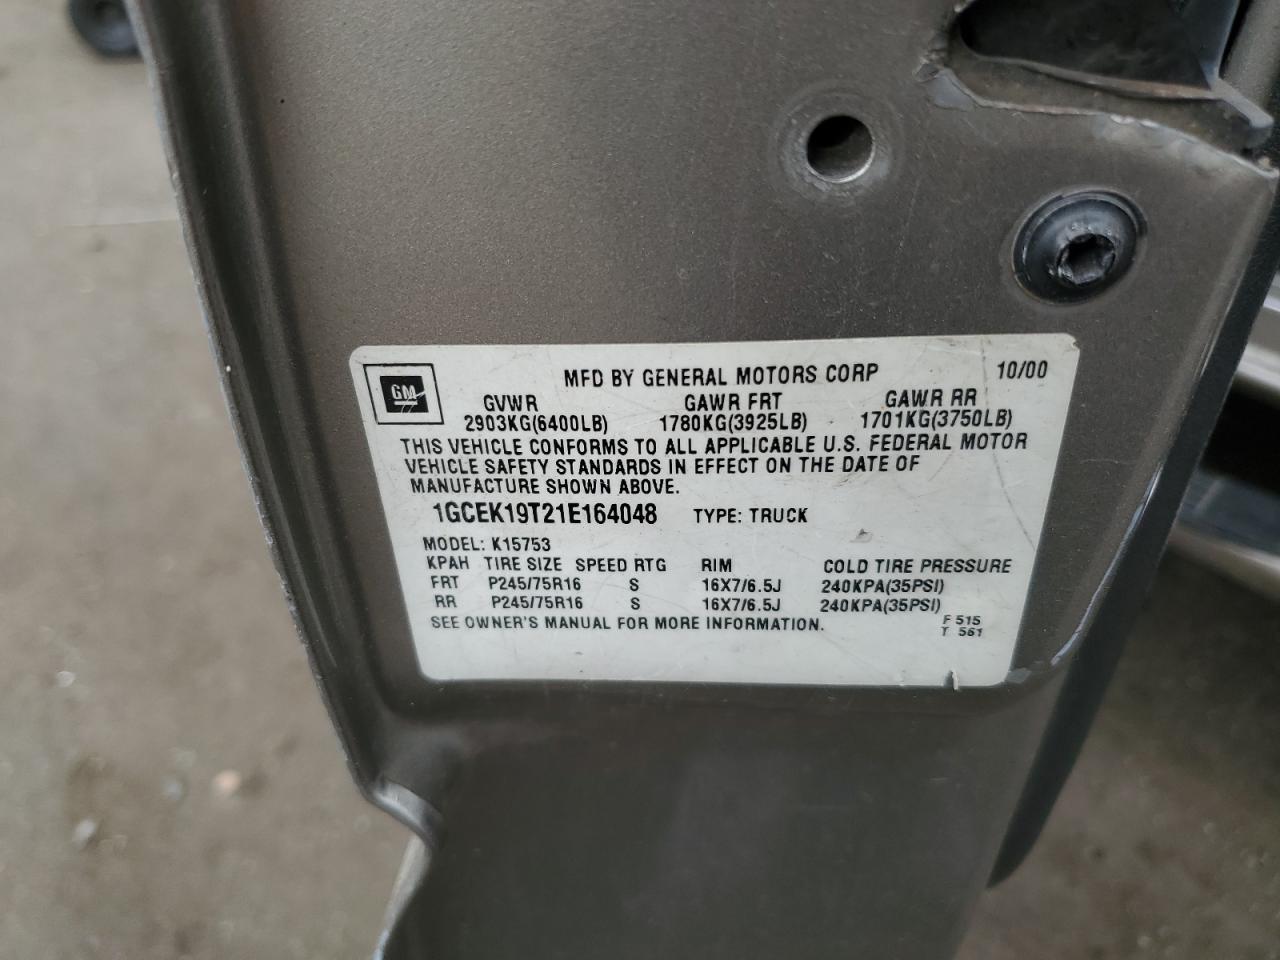 GM
MFD BY GENERAL MOTORS CORP 10/00
GVWR GAWR FRT GAWR RR
2903KG(6400LB) 1780KG(3925LB) 1701KG(3750LB)
THIS VEHICLE CONFORMS TO ALL APPLICABLE U.S. FEDERAL MOTOR
VEHICLE SAFETY STANDARDS IN EFFECT ON THE DATE OF
MANUFACTURE SHOWN ABOVE.
1GCEK19T21E164048 TYPE: TRUCK
MODEL: K15753
KPAH TIRE SIZE SPEED RTG RIM COLD TIRE PRESSURE
FRT P245/75R16 S 16X7/6.5J 240KPA(35PSI)
RR P245/75R16 S 16X7/6.5J 240KPA(35PSI)
SEE OWNER'S MANUAL FOR MORE INFORMATION. F 515
T 561